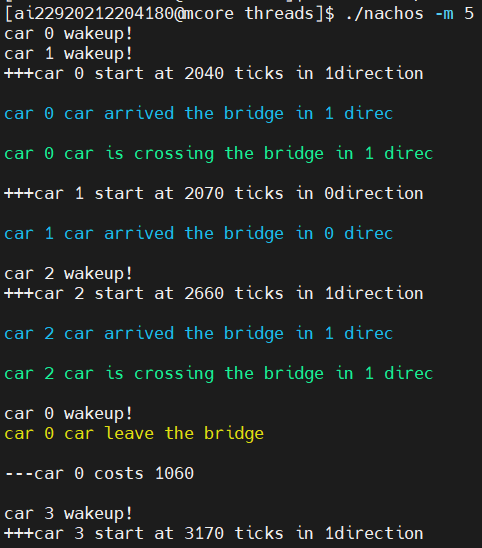 [ai22920212204180@mcore threads]$ ./nachos -m 5
car 0 wakeup!
car 1 wakeup!
+++car 0 start at 2040 ticks in 1direction
car 0 car arrived the bridge in 1 direc
car 0 car is crossing the bridge in 1 direc
+++car 1 start at 2070 ticks in 0direction
car 1 car arrived the bridge in 0 direc
car 2 wakeup!
+++car 2 start at 2660 ticks in 1direction
car 2 car arrived the bridge in 1 direc
car 2 car is crossing the bridge in 1 direc
car 0 wakeup!
car 0 car leave the bridge
---car 0 costs 1060
car 3 wakeup!
+++car 3 start at 3170 ticks in 1direction